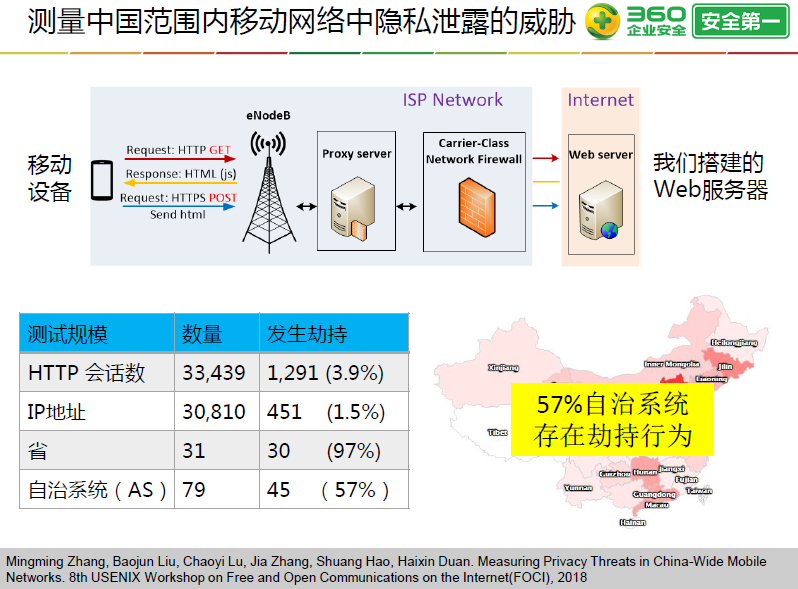 测量中国范围内移动网络中隐私泄露的威胁
360
企业安全
安全第一
ISP Network
Internet
eNodeB
移动
设备
Request: HTTP GET
Response: HTML (js)
Request: HTTPS POST
Send html
Proxy server
Carrier-Class
Network Firewall
Web server
我们搭建的
Web服务器
测试规模 数量 发生劫持
HTTP 会话数 33,439 1,291 (3.9%)
IP地址 30,810 451 (1.5%)
省 31 30 (97%)
自治系统（AS） 79 45 （57%）
Heilongjiang
Jilin
Liaoning
Inner Mongolia
Xinjiang
57%自治系统
存在劫持行为
Tibet
Guizhou
Hunan
Jiangxi
Fujian
Yunnan
Guangdong
Taiwan
Macau
Hainan
Mingming Zhang, Baojun Liu, Chaoyi Lu, Jia Zhang, Shuang Hao, Haixin Duan. Measuring Privacy Threats in China-Wide Mobile
Networks. 8th USENIX Workshop on Free and Open Communications on the Internet(FOCI), 2018